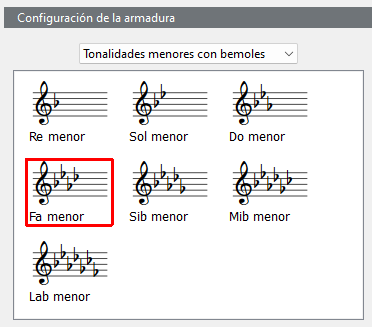 Configuración de la armadura
Tonalidades menores con bemoles
Re menor
Sol menor
Do menor
Fa menor
Sib menor
Mib menor
Lab menor